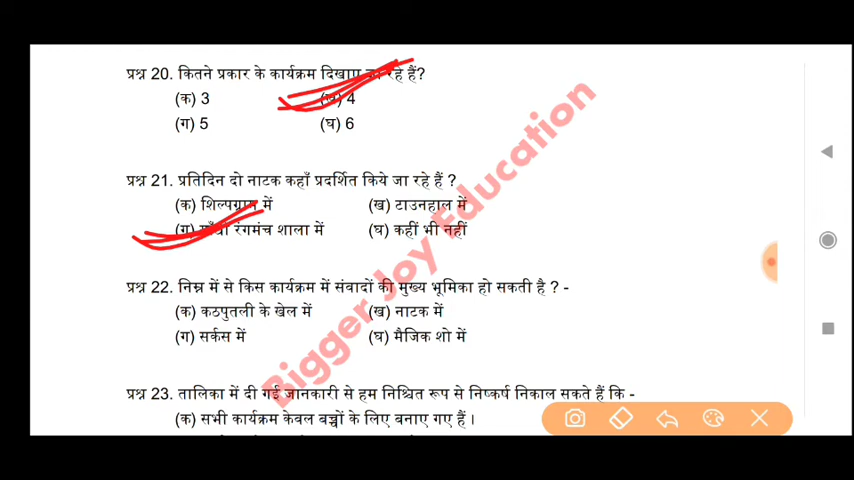 प्रश्न 20. कितने प्रकार के कार्यक्रम दिखाए जा रहे हैं?
(क) 3 (ख) 4
(ग) 5 (घ) 6
प्रश्न 21. प्रतिदिन दो नाटक कहाँ प्रदर्शित किये जा रहे हैं ?
(क) शिल्पग्राम में (ख) टाउनहाल में
(ग) रंगमंच शाला में (घ) कहीं भी नहीं
प्रश्न 22. निम्न में से किस कार्यक्रम में संवादों की मुख्य भूमिका हो सकती है ? -
(क) कठपुतली के खेल में (ख) नाटक में
(ग) सर्कस में (घ) मैजिक शो में
प्रश्न 23. तालिका में दी गई जानकारी से हम निश्चित रूप से निष्कर्ष निकाल सकते हैं कि -
(क) सभी कार्यक्रम केवल बच्चों के लिए बनाए गए हैं ।
Bigger Joy Education